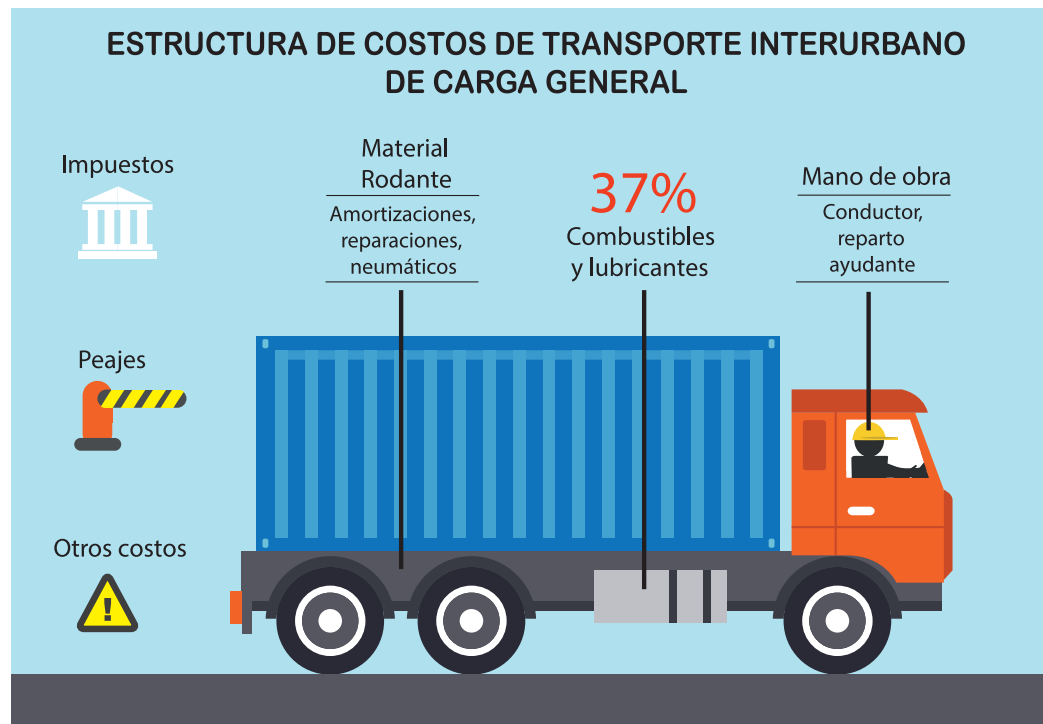 ESTRUCTURA DE COSTOS DE TRANSPORTE INTERURBANO
DE CARGA GENERAL
Impuestos
Material
Rodante
Amortizaciones,
reparaciones,
neumáticos
37%
Combustibles
y lubricantes
Mano de obra
Conductor,
reparto
ayudante
Peajes
Otros costos
!